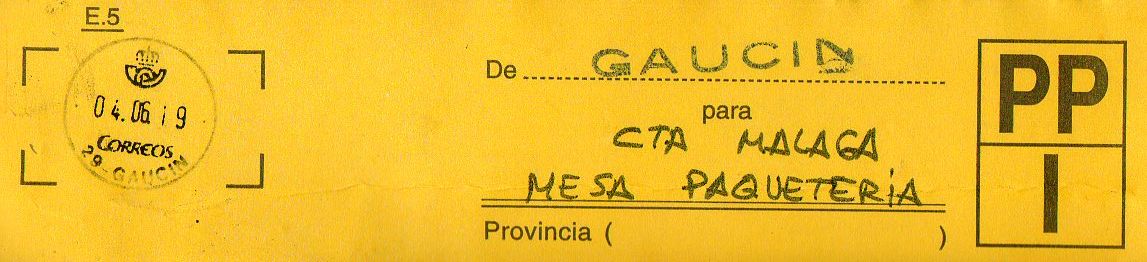 E.5
04.06.19
CORREOS
29-GAUCIN
De GAUCIN
para
CTA MALAGA
MESA PAQUETERiA
Provincia ( )
PP
I